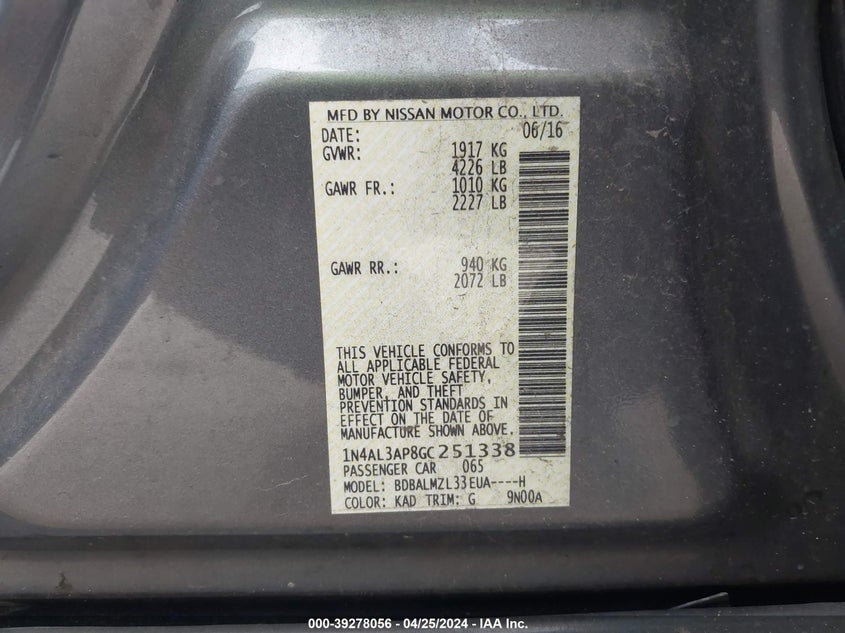 MFD BY NISSAN MOTOR CO., LTD.
DATE: 06/16
GVWR: 1917 KG
4226 LB
GAWR FR.: 1010 KG
2227 LB
GAWR RR.: 940 KG
2072 LB
THIS VEHICLE CONFORMS TO
ALL APPLICABLE FEDERAL
MOTOR VEHICLE SAFETY,
BUMPER, AND THEFT
PREVENTION STANDARDS IN
EFFECT ON THE DATE OF
MANUFACTURE SHOWN ABOVE.
1N4AL3AP8GC251338
PASSENGER CAR 065
MODEL: BDBALMZL33EUA----H
COLOR: KAD TRIM: G 9N00A
000-39278056 - 04/25/2024 - IAA Inc.